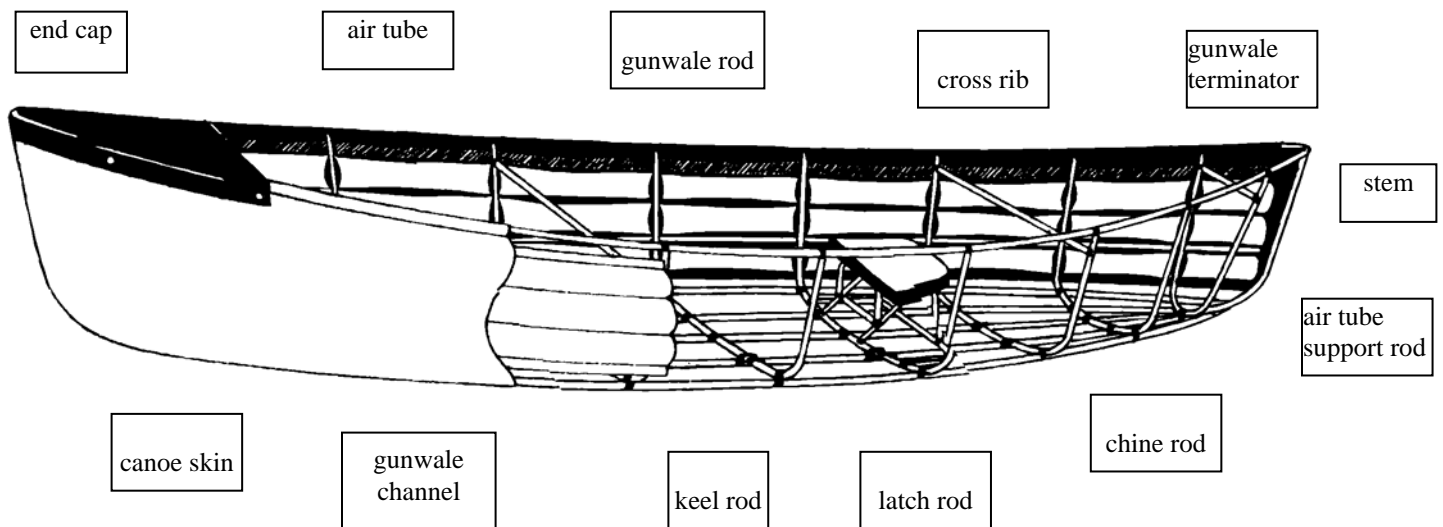 end cap
air tube
gunwale rod
cross rib
gunwale
terminator
stem
air tube
support rod
canoe skin
gunwale
channel
keel rod
latch rod
chine rod